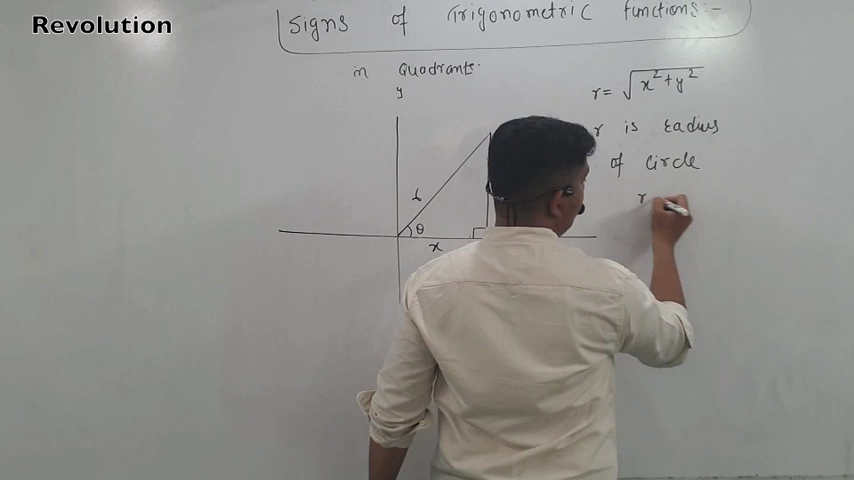 Revolution
Signs of Trigonometric functions:-
in Quadrants.
y
r = √x²+y²
r is radius
of circle
r
r
θ
x